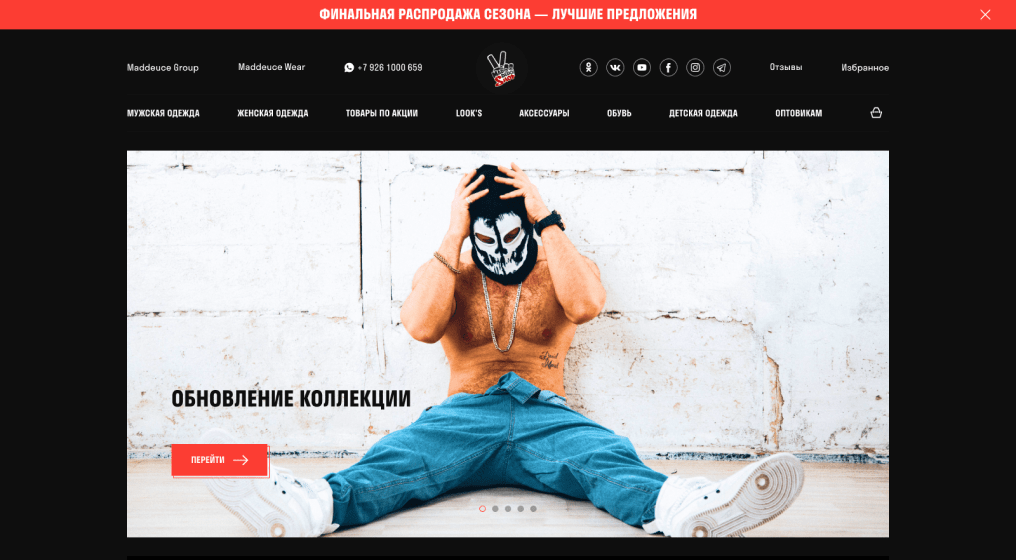 ФИНАЛЬНАЯ РАСПРОДАЖА СЕЗОНА — ЛУЧШИЕ ПРЕДЛОЖЕНИЯ
Maddeuce Group Maddeuce Wear +7 926 1000 659 Отзывы Избранное
МУЖСКАЯ ОДЕЖДА ЖЕНСКАЯ ОДЕЖДА ТОВАРЫ ПО АКЦИИ LOOK'S АКСЕССУАРЫ ОБУВЬ ДЕТСКАЯ ОДЕЖДА ОПТОВИКАМ
ОБНОВЛЕНИЕ КОЛЛЕКЦИИ
ПЕРЕЙТИ